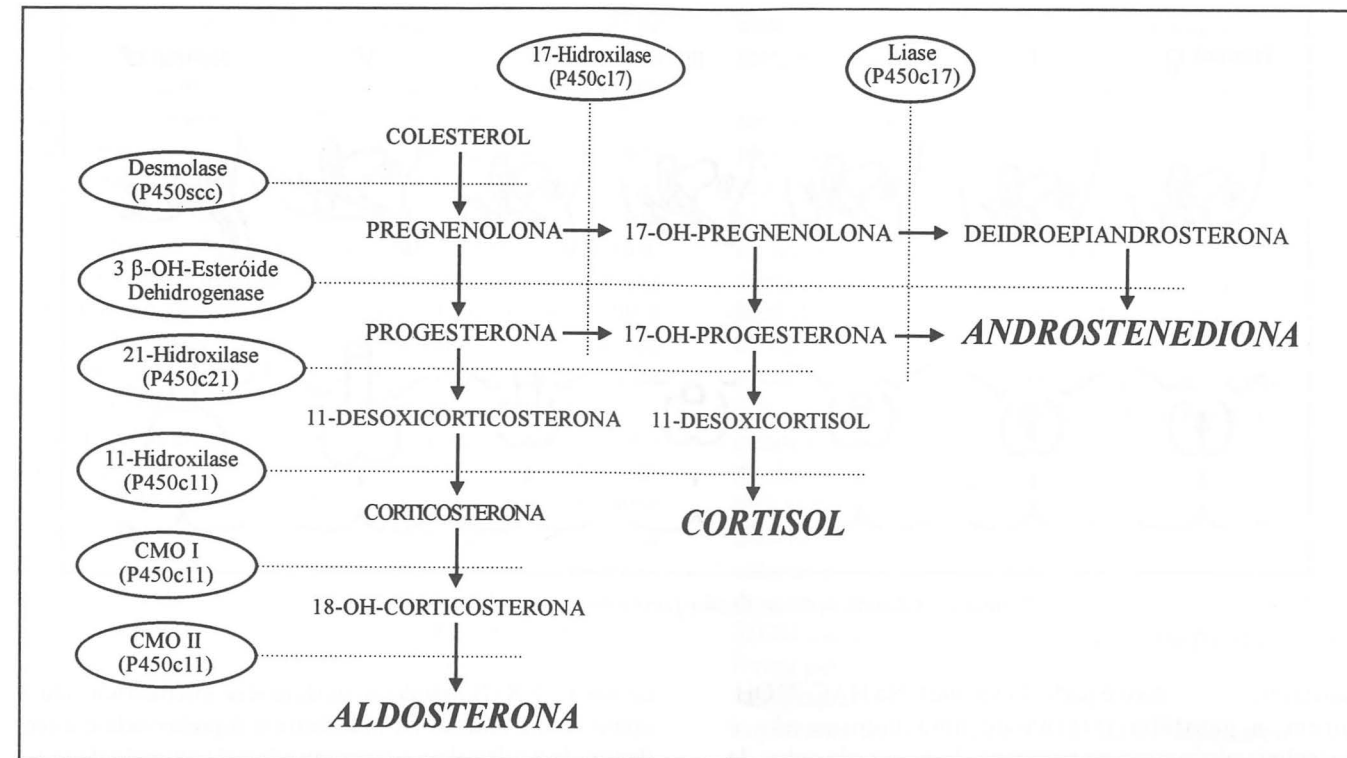 17-Hidroxilase
(P450c17)
Liase
(P450c17)
COLESTEROL
Desmolase
(P450scc)
PREGNENOLONA
17-OH-PREGNENOLONA
DEIDROEPIANDROSTERONA
3 β-OH-Esteróide
Dehidrogenase
PROGESTERONA
17-OH-PROGESTERONA
ANDROSTENEDIONA
21-Hidroxilase
(P450c21)
11-DESOXICORTICOSTERONA
11-DESOXICORTISOL
11-Hidroxilase
(P450c11)
CORTICOSTERONA
CORTISOL
CMO I
(P450c11)
18-OH-CORTICOSTERONA
CMO II
(P450c11)
ALDOSTERONA